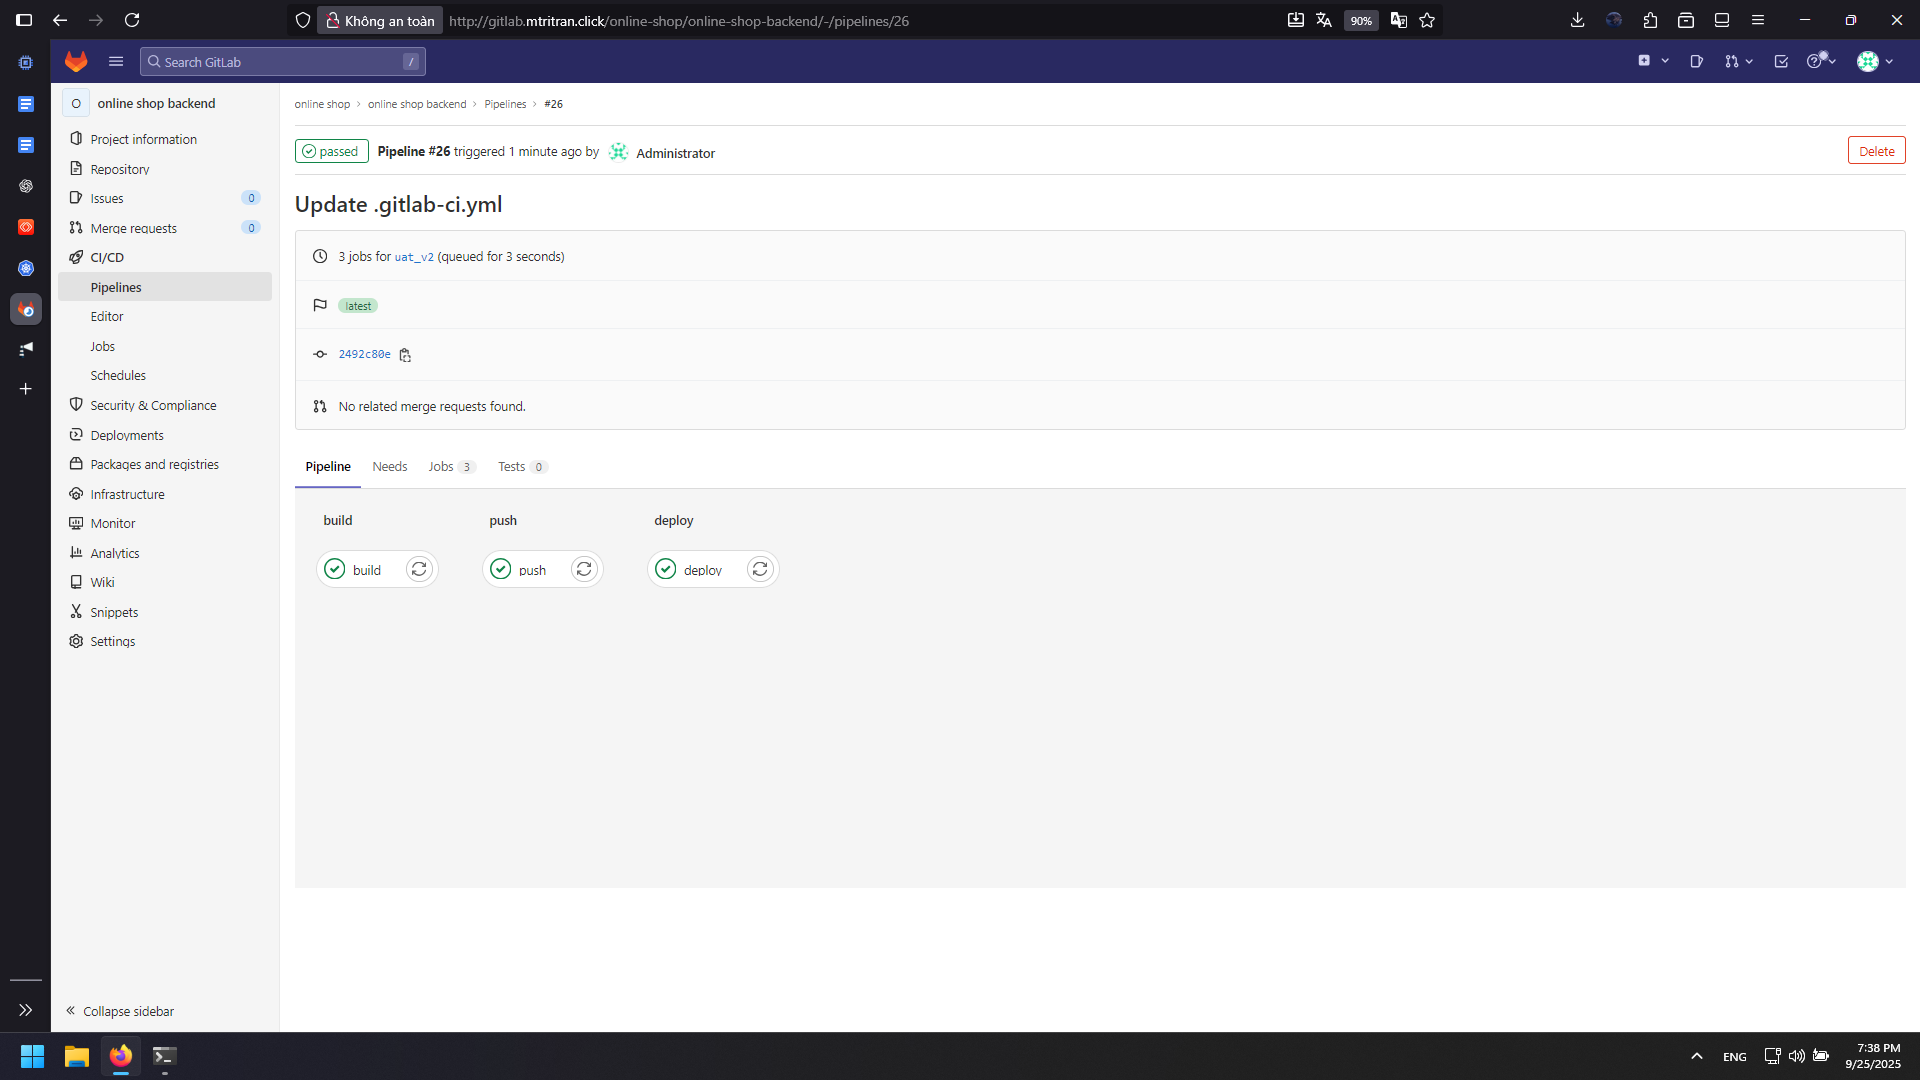 Không an toàn
http://gitlab.mtritran.click/online-shop/online-shop-backend/-/pipelines/26
90%
Search GitLab
/
O
online shop backend
Project information
Repository
Issues
0
Merge requests
0
CI/CD
Pipelines
Editor
Jobs
Schedules
Security & Compliance
Deployments
Packages and registries
Infrastructure
Monitor
Analytics
Wiki
Snippets
Settings
Collapse sidebar
online shop
online shop backend
Pipelines
#26
passed
Pipeline #26 triggered 1 minute ago by
Administrator
Delete
Update .gitlab-ci.yml
3 jobs for uat_v2 (queued for 3 seconds)
latest
2492c80e
No related merge requests found.
Pipeline
Needs
Jobs 3
Tests 0
build
push
deploy
build
push
deploy
ENG
7:38 PM
9/25/2025